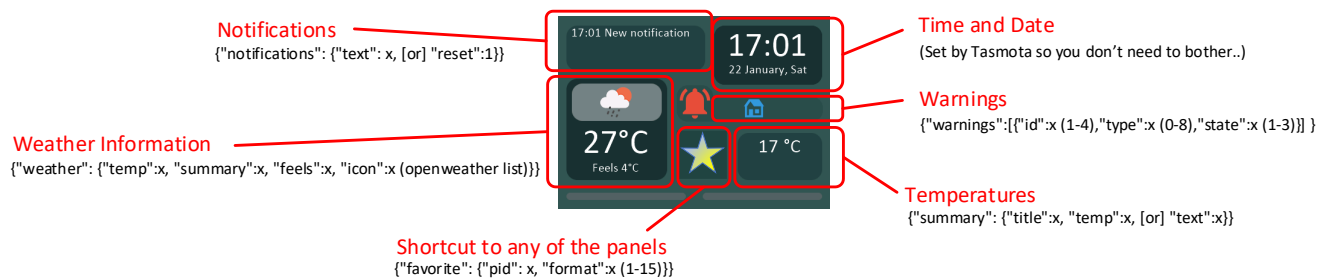 Notifications
{"notifications": {"text": x, [or] "reset":1}}
17:01 New notification
17:01
22 January, Sat
Time and Date
(Set by Tasmota so you don't need to bother..)
Warnings
{"warnings":[{"id":x (1-4),"type":x (0-8),"state":x (1-3)}] }
Weather Information
{"weather": {"temp":x, "summary":x, "feels":x, "icon":x (openweather list)}}
27°C
Feels 4°C
17 °C
Temperatures
{"summary": {"title":x, "temp":x, [or] "text":x}}
Shortcut to any of the panels
{"favorite": {"pid": x, "format":x (1-15)}}